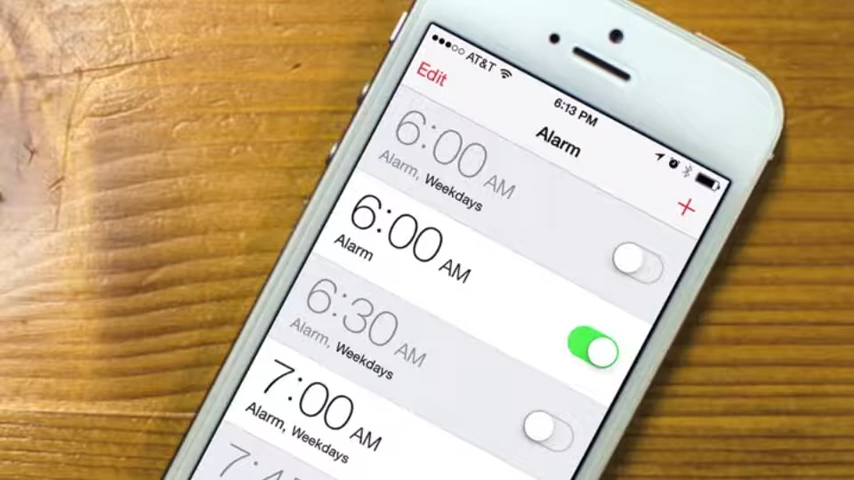 AT&T
6:13 PM
Edit
Alarm
+
6:00 AM
Alarm, Weekdays
6:00 AM
Alarm
6:30 AM
Alarm, Weekdays
7:00 AM
Alarm, Weekdays